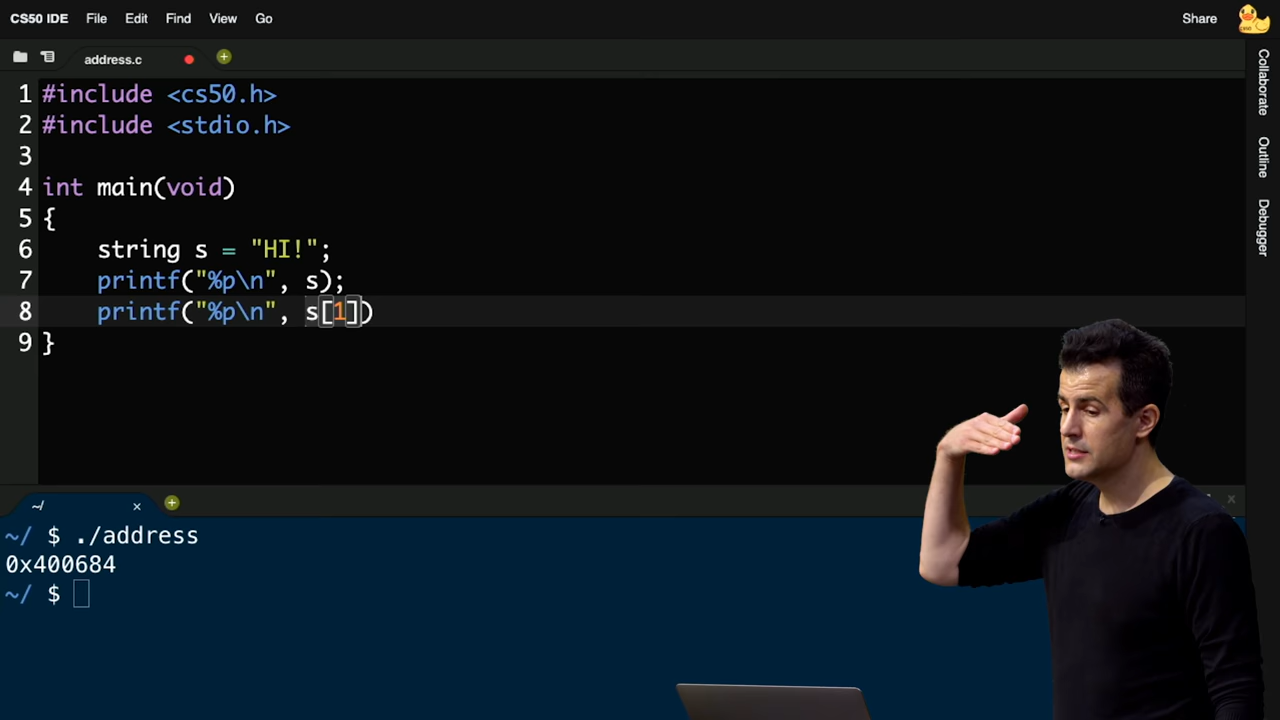 CS50 IDE File Edit Find View Go Share
address.c
1 #include <cs50.h>
2 #include <stdio.h>
3
4 int main(void)
5 {
6     string s = "HI!";
7     printf("%p\n", s);
8     printf("%p\n", s[1])
9 }
Collaborate
Outline
Debugger
~/
~/ $ ./address
0x400684
~/ $